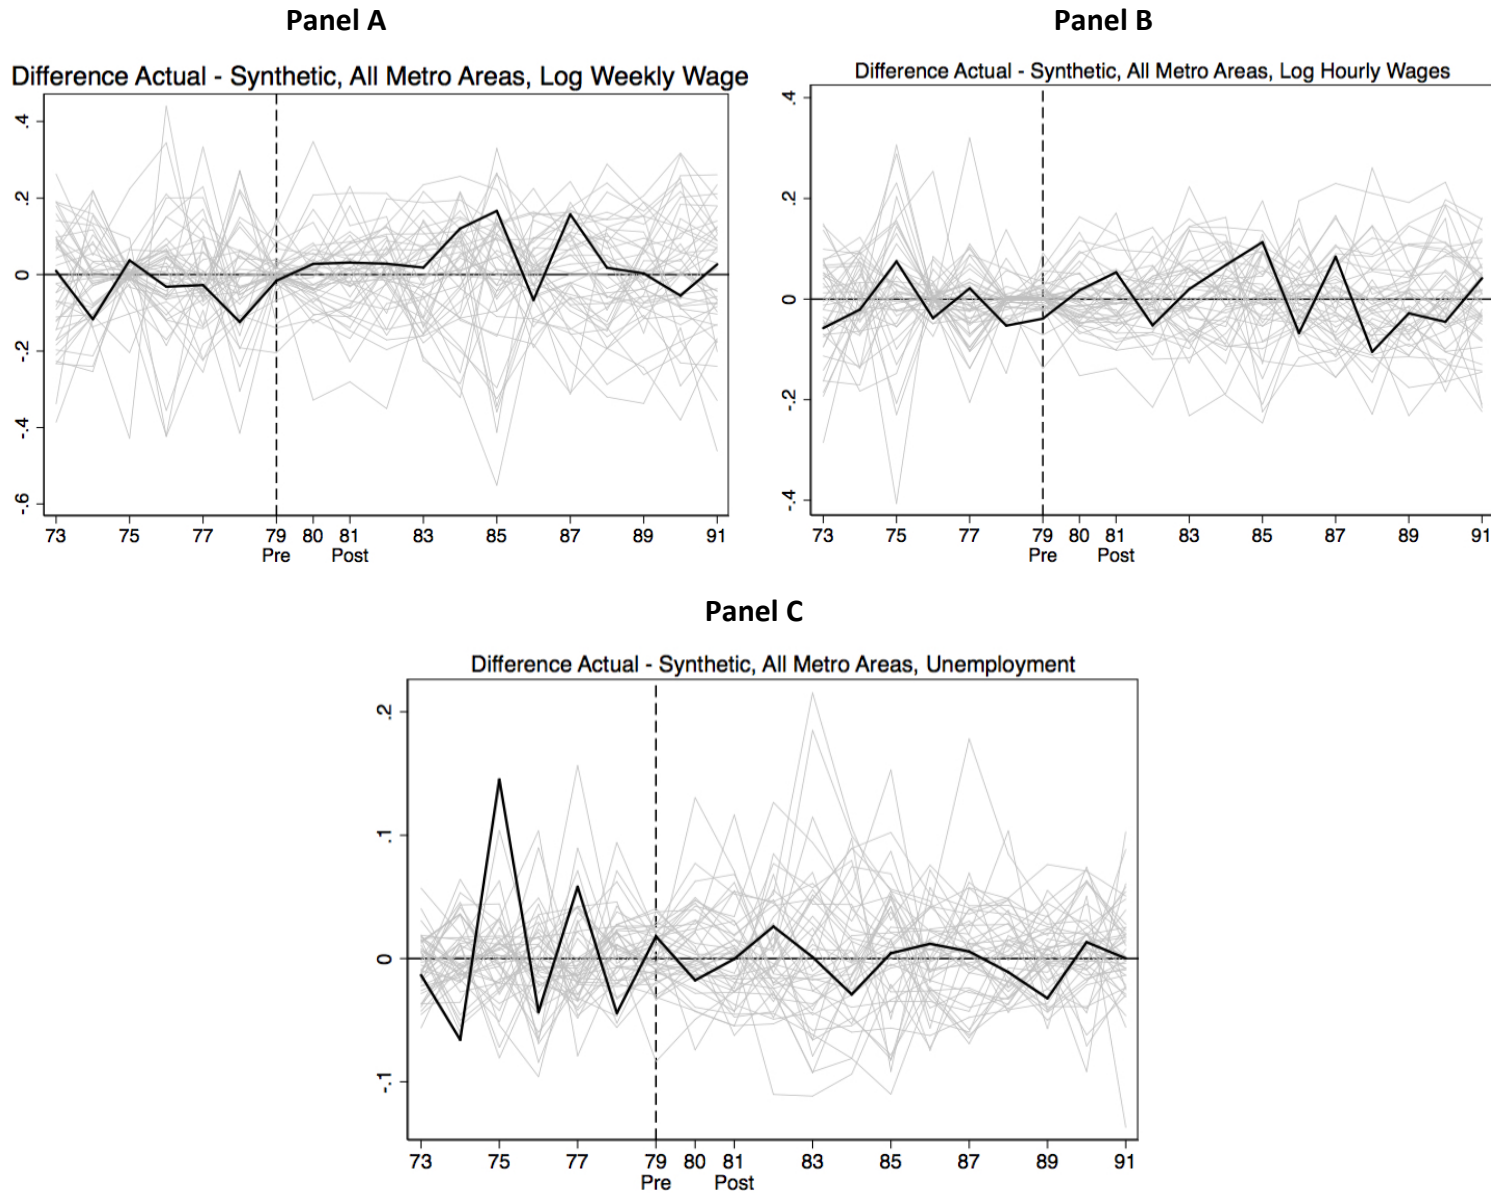 Panel A
Difference Actual - Synthetic, All Metro Areas, Log Weekly Wage
.4
.2
0
-.2
-.4
-.6
73 75 77 79 80 81 83 85 87 89 91
Pre Post
Panel B
Difference Actual - Synthetic, All Metro Areas, Log Hourly Wages
.4
.2
0
-.2
-.4
73 75 77 79 80 81 83 85 87 89 91
Pre Post
Panel C
Difference Actual - Synthetic, All Metro Areas, Unemployment
.2
.1
0
-.1
73 75 77 79 80 81 83 85 87 89 91
Pre Post